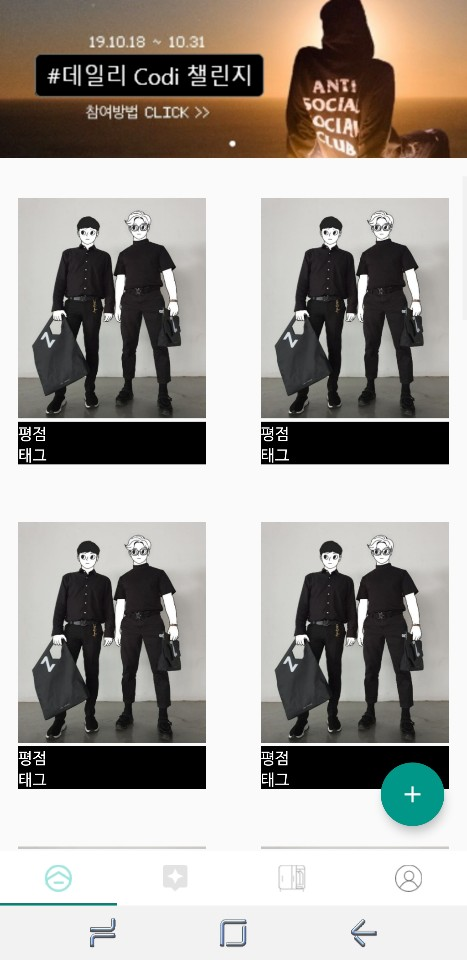 19.10.18 ~ 10.31
#데일리 Codi 챌린지
참여방법 CLICK >>
ANTI
SOCIAL
SOCIAL
CLUB
N
N
평점
태그
평점
태그
N
N
평점
태그
평점
태그
+